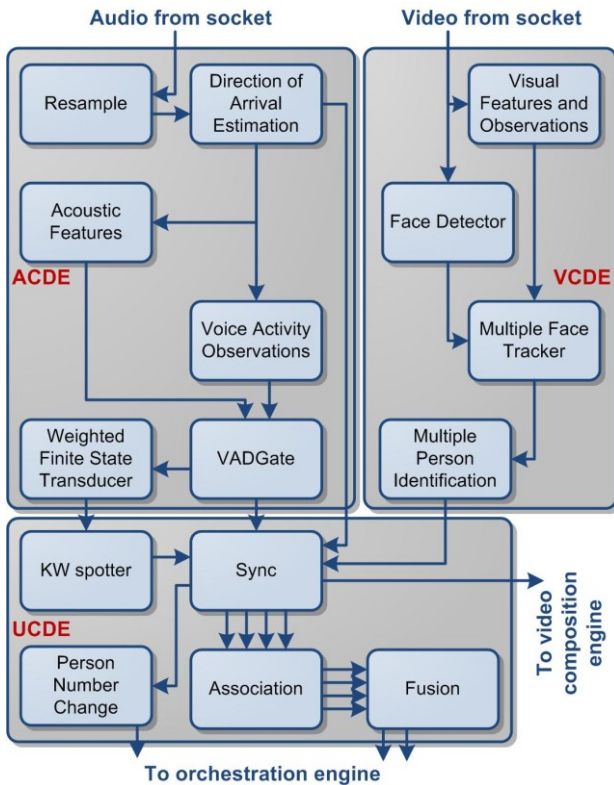 Audio from socket
Video from socket
Resample
Direction of
Arrival
Estimation
Visual
Features and
Observations
Acoustic
Features
Face Detector
ACDE
VCDE
Voice Activity
Observations
Multiple Face
Tracker
Weighted
Finite State
Transducer
VADGate
Multiple
Person
Identification
KW spotter
Sync
UCDE
To video
composition
engine
Person
Number
Change
Association
Fusion
To orchestration engine